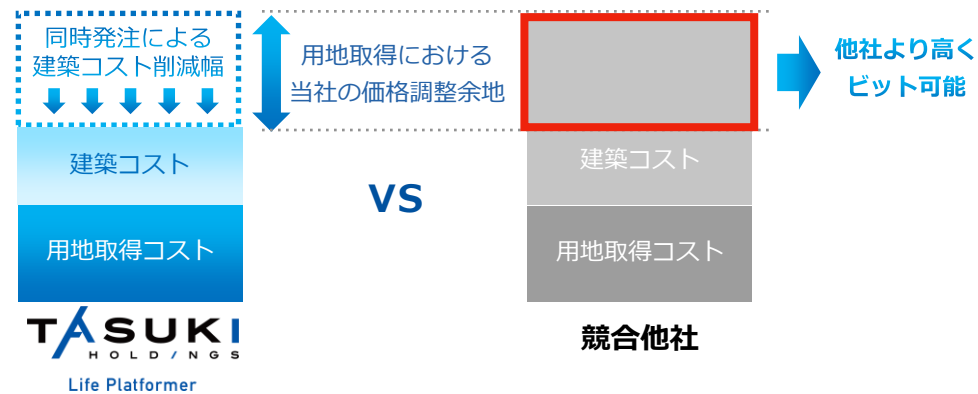 同時発注による
建築コスト削減幅
用地取得における
当社の価格調整余地
他社より高く
ビット可能
建築コスト
建築コスト
VS
用地取得コスト
用地取得コスト
TASUKI
HOLDINGS
Life Platformer
競合他社